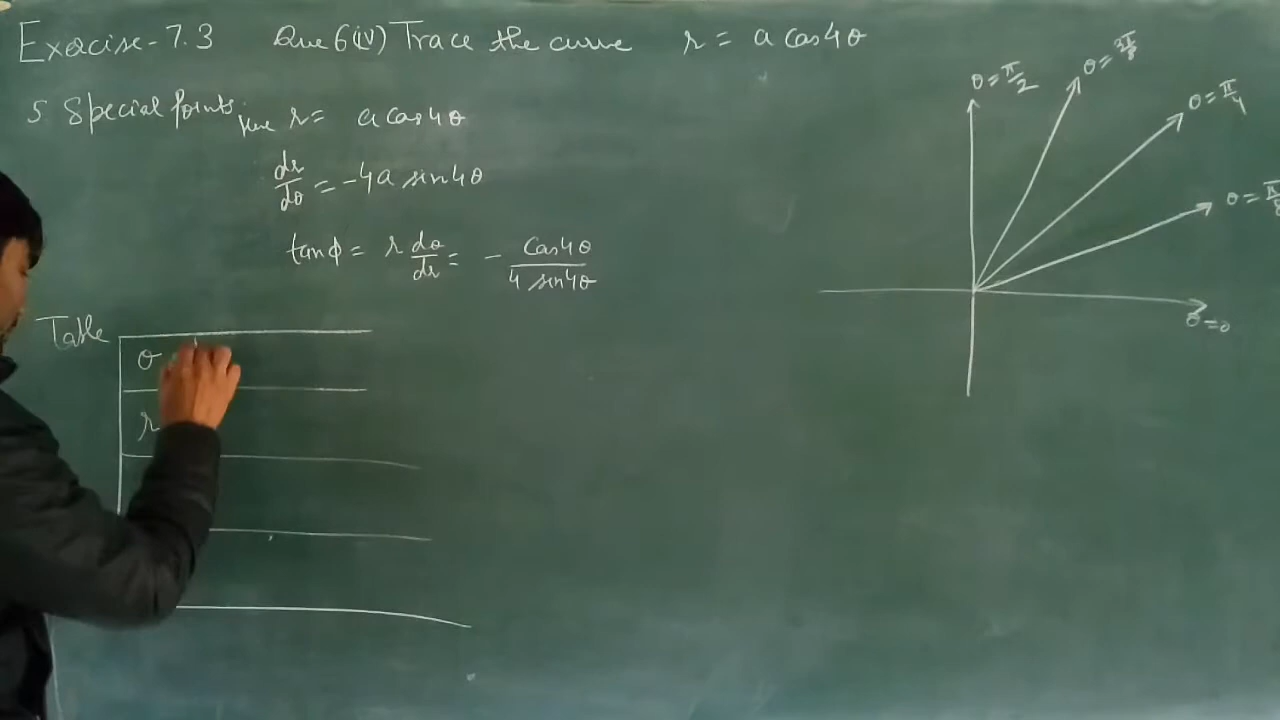 Exercise-7.3 Que 6(iv) Trace the curve r = a cos4θ
5 Special Points. Here r = a cos4θ
dr/dθ = -4a sin4θ
tanϕ = r dθ/dr = - cos4θ/4 sin4θ
Table
θ
r
θ = π/2
θ = 3π/8
θ = π/4
θ = π/8
θ = 0